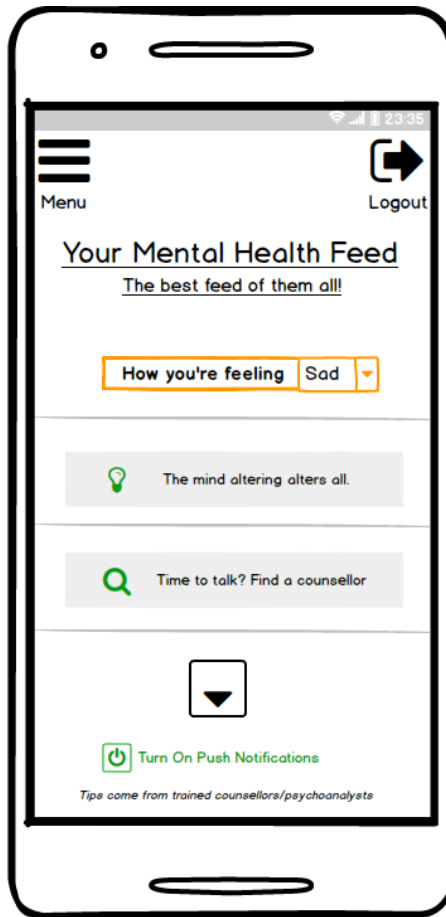 23:35
Menu
Logout
Your Mental Health Feed
The best feed of them all!
How you're feeling Sad
The mind altering alters all.
Time to talk? Find a counsellor
Turn On Push Notifications
Tips come from trained counsellors/psychoanalysts